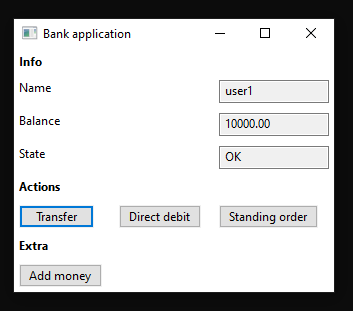 Bank application
Info
Name user1
Balance 10000.00
State OK
Actions
Transfer Direct debit Standing order
Extra
Add money